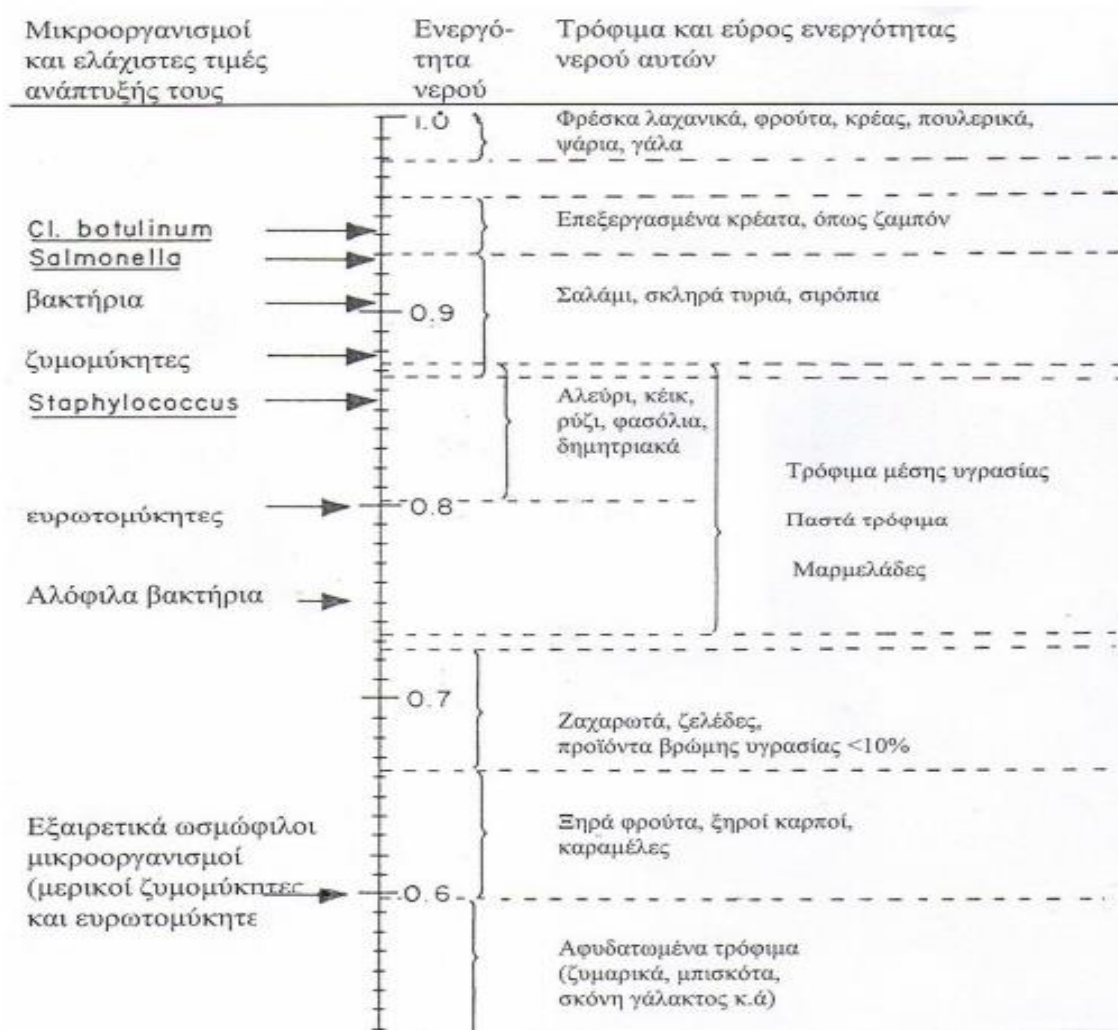 Μικροοργανισμοί
και ελάχιστες τιμές
ανάπτυξής τους
Ενεργό-
τητα
νερού
Τρόφιμα και εύρος ενεργότητας
νερού αυτών
1.0
Φρέσκα λαχανικά, φρούτα, κρέας, πουλερικά,
ψάρια, γάλα
Cl. botulinum
Επεξεργασμένα κρέατα, όπως ζαμπόν
Salmonella
βακτήρια
0.9
Σαλάμι, σκληρά τυριά, σιρόπια
ζυμομύκητες
Staphylococcus
Αλεύρι, κέικ,
ρύζι, φασόλια,
δημητριακά
Τρόφιμα μέσης υγρασίας
ευρωτομύκητες
0.8
Παστά τρόφιμα
Μαρμελάδες
Αλόφιλα βακτήρια
0.7
Ζαχαρωτά, ζελέδες,
προϊόντα βρώμης υγρασίας <10%
Εξαιρετικά ωσμώφιλοι
μικροοργανισμοί
(μερικοί ζυμομύκητες
και ευρωτομύκητε
Ξηρά φρούτα, ξηροί καρποί,
καραμέλες
0.6
Αφυδατωμένα τρόφιμα
(ζυμαρικά, μπισκότα,
σκόνη γάλακτος κ.ά)